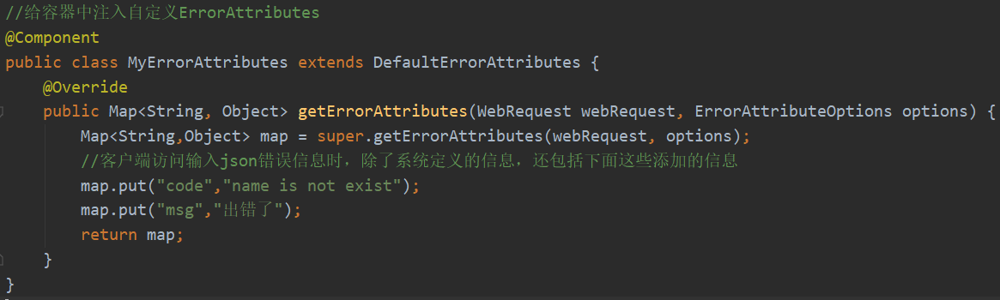 //给容器中注入自定义ErrorAttributes
@Component
public class MyErrorAttributes extends DefaultErrorAttributes {
@Override
public Map<String, Object> getErrorAttributes(WebRequest webRequest, ErrorAttributeOptions options) {
Map<String,Object> map = super.getErrorAttributes(webRequest, options);
//客户端访问输入json错误信息时，除了系统定义的信息，还包括下面这些添加的信息
map.put("code","name is not exist");
map.put("msg","出错了");
return map;
}
}